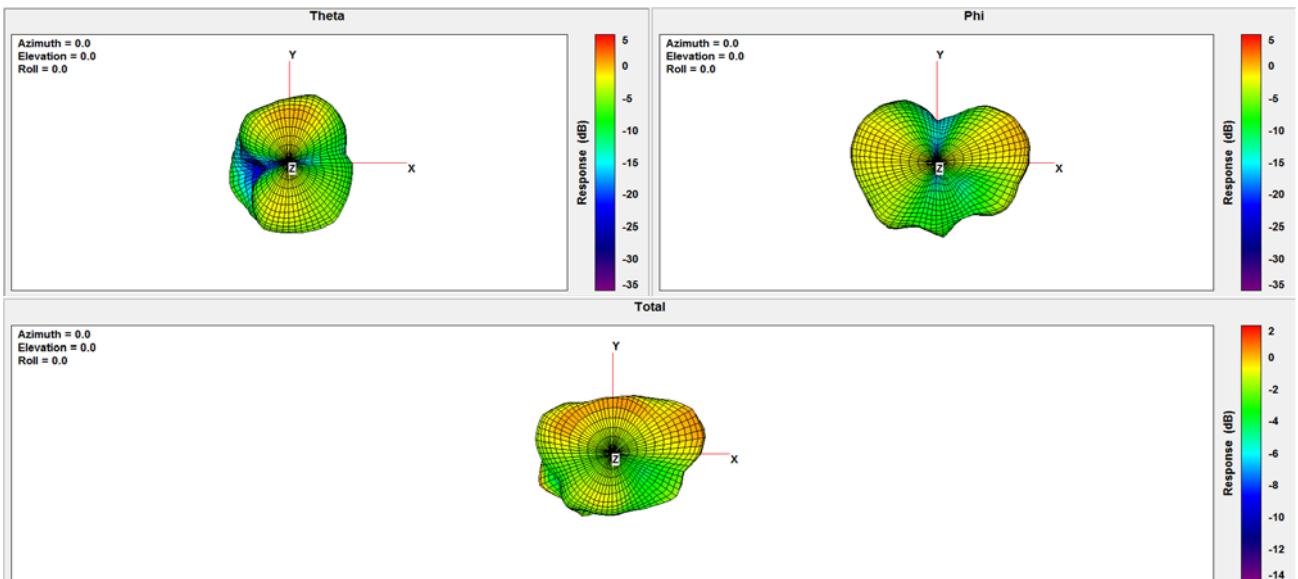 Theta
Azimuth = 0.0
Elevation = 0.0
Roll = 0.0
Y
X
Z
5
0
-5
-10
-15
-20
-25
-30
-35
Response (dB)
Phi
Azimuth = 0.0
Elevation = 0.0
Roll = 0.0
Y
X
Z
5
0
-5
-10
-15
-20
-25
-30
-35
Response (dB)
Total
Azimuth = 0.0
Elevation = 0.0
Roll = 0.0
Y
X
Z
2
0
-2
-4
-6
-8
-10
-12
-14
Response (dB)